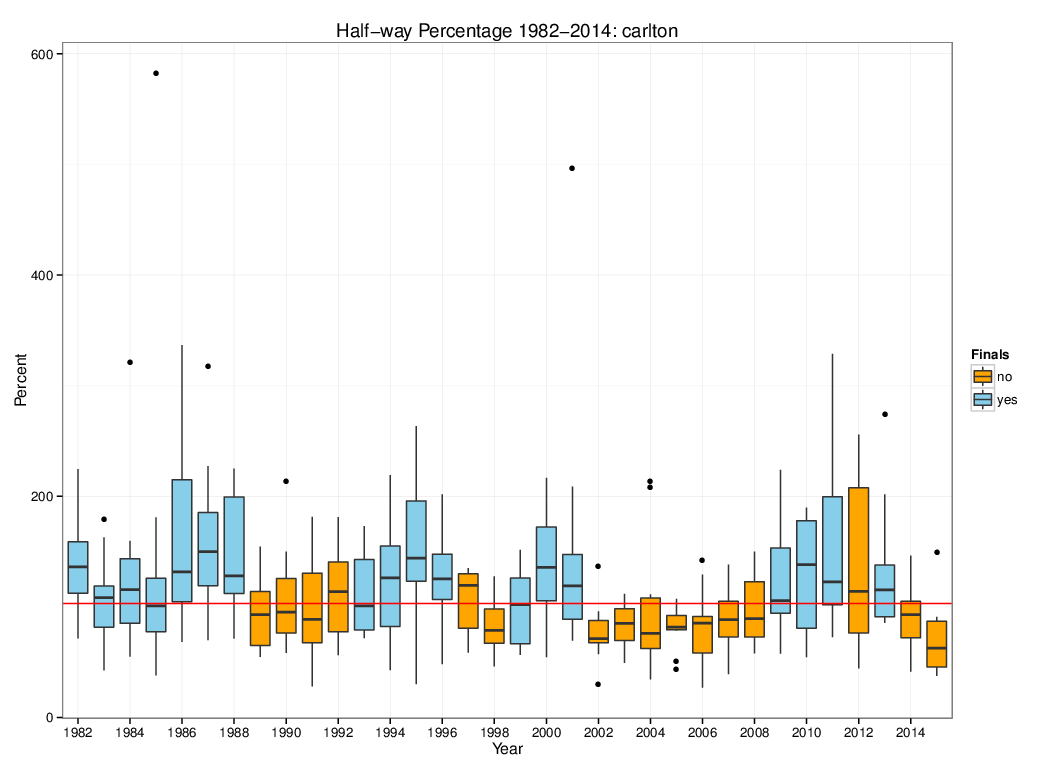 Half−way Percentage 1982−2014: carlton
600
400
200
0
Percent
1982 1984 1986 1988 1990 1992 1994 1996 1998 2000 2002 2004 2006 2008 2010 2012 2014
Year
Finals
no
yes